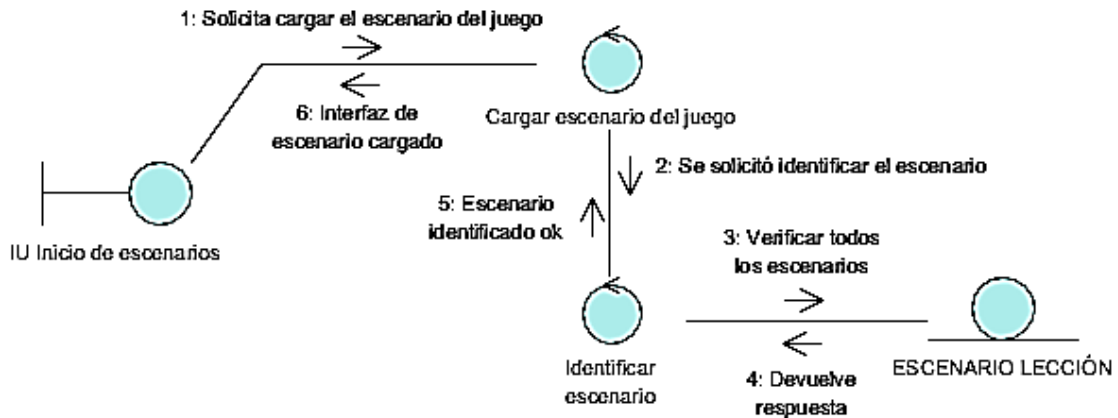 1: Solicita cargar el escenario del juego
6: Interfaz de
escenario cargado
Cargar escenario del juego
2: Se solicitó identificar el escenario
5: Escenario
identificado ok
IU Inicio de escenarios
3: Verificar todos
los escenarios
Identificar
escenario
4: Devuelve
respuesta
ESCENARIO LECCIÓN